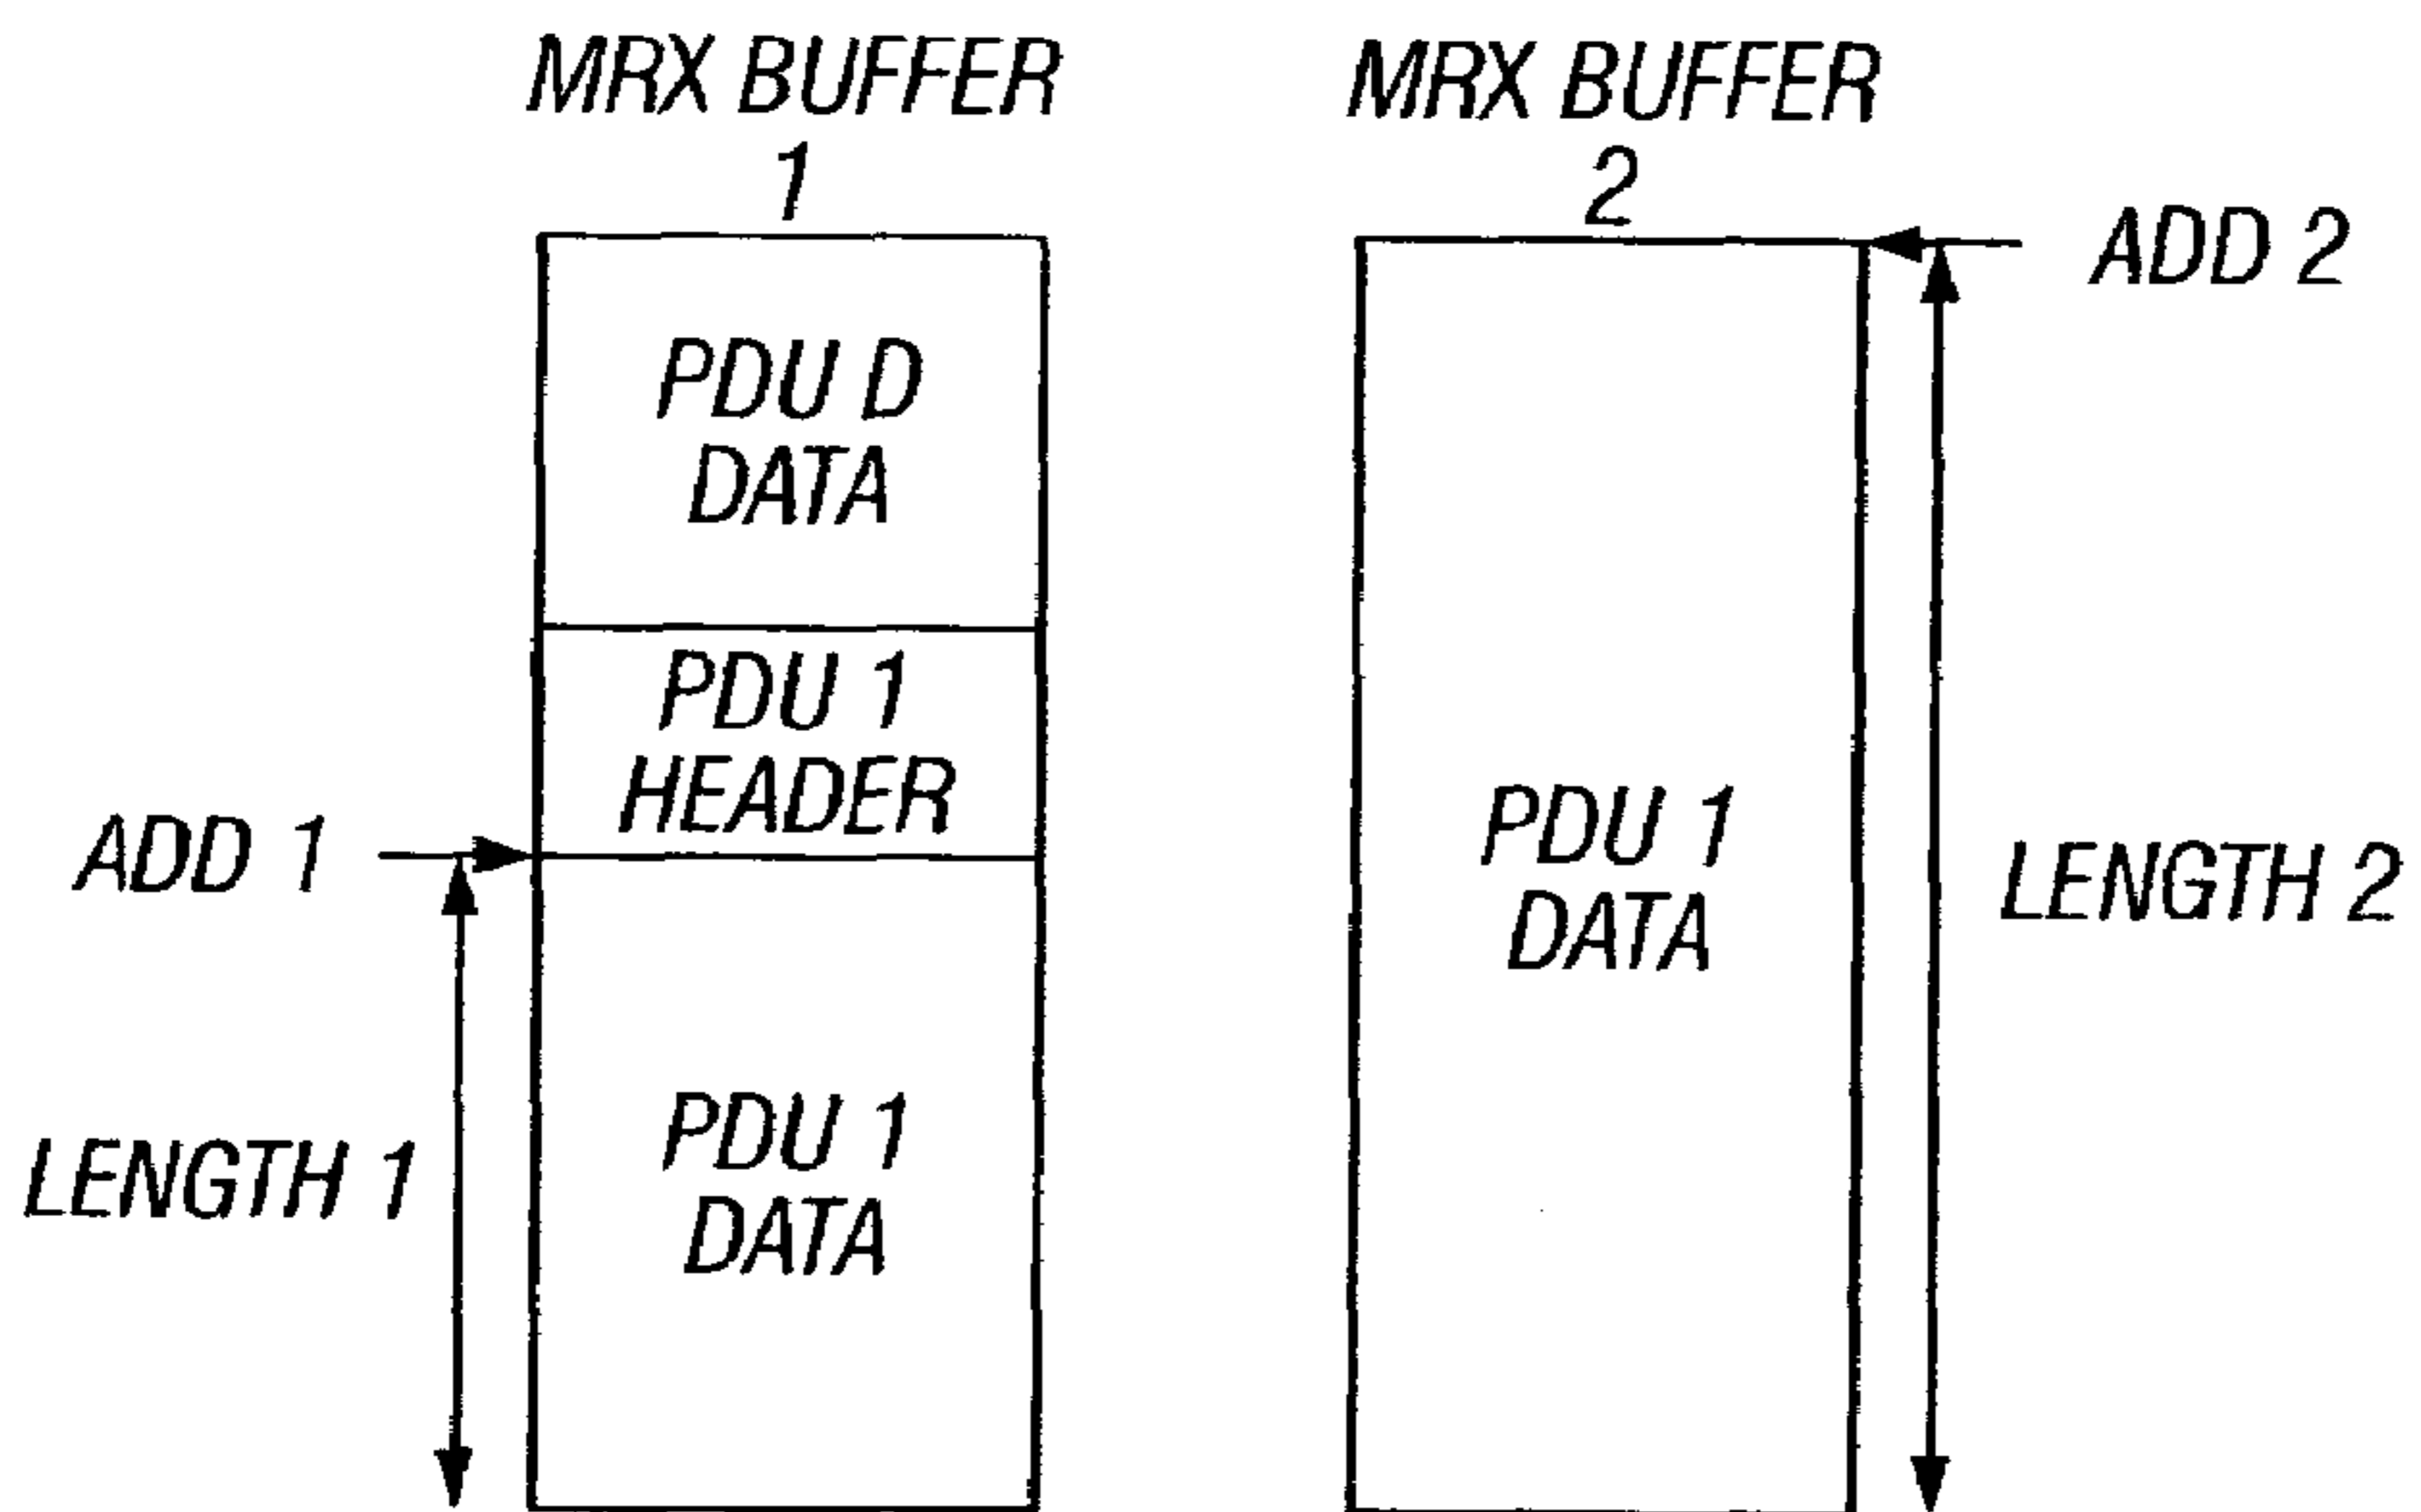 MRX BUFFER
1
PDU D
DATA
PDU 1
HEADER
ADD 1
LENGTH 1
PDU 1
DATA
MRX BUFFER
2
ADD 2
PDU 1
DATA
LENGTH 2